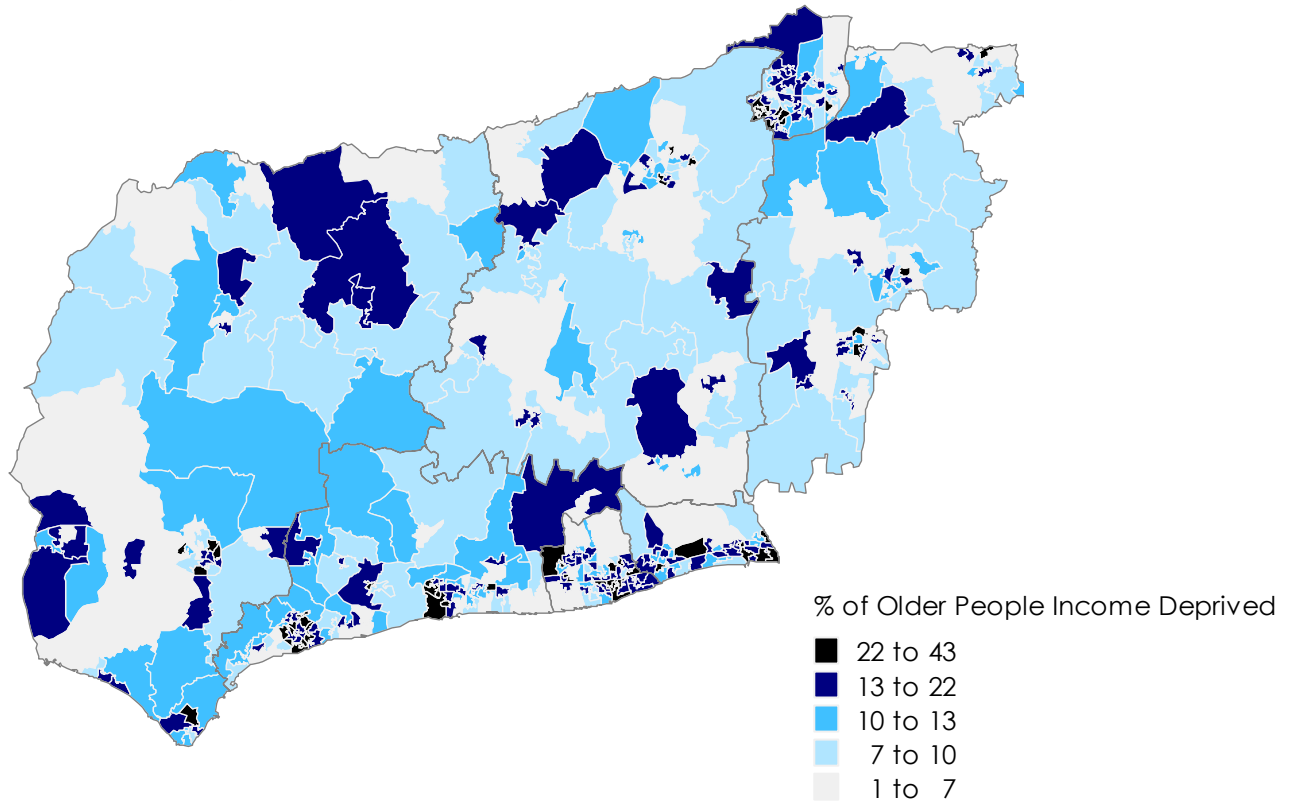 % of Older People Income Deprived
22 to 43
13 to 22
10 to 13
7 to 10
1 to 7